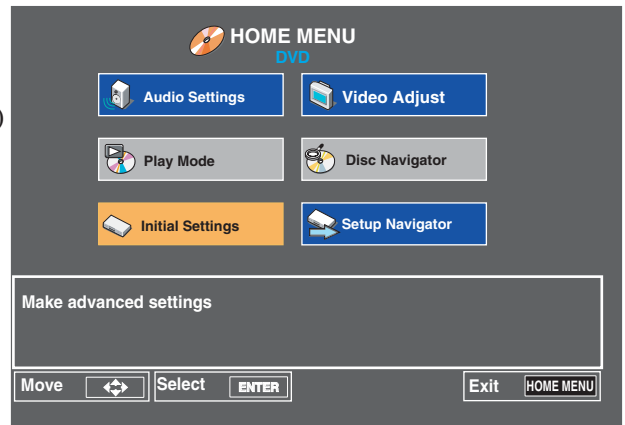 HOME MENU
DVD
Audio Settings
Video Adjust
Play Mode
Disc Navigator
Initial Settings
Setup Navigator
Make advanced settings
Move Select ENTER Exit HOME MENU